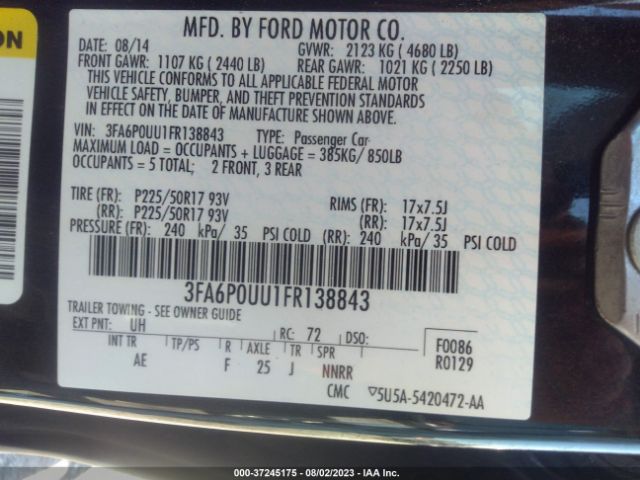 ON
MFD. BY FORD MOTOR CO.
DATE: 08/14 GVWR: 2123 KG ( 4680 LB)
FRONT GAWR: 1107 KG ( 2440 LB) REAR GAWR: 1021 KG ( 2250 LB)
THIS VEHICLE CONFORMS TO ALL APPLICABLE FEDERAL MOTOR
VEHICLE SAFETY, BUMPER, AND THEFT PREVENTION STANDARDS
IN EFFECT ON THE DATE OF MANUFACTURE SHOWN ABOVE.
VIN: 3FA6P0UU1FR138843 TYPE: Passenger Car
MAXIMUM LOAD = OCCUPANTS + LUGGAGE = 385KG/ 850LB
OCCUPANTS = 5 TOTAL; 2 FRONT, 3 REAR
TIRE (FR): P225/50R17 93V RIMS (FR): 17x7.5J
(RR): P225/50R17 93V (RR): 17x7.5J
PRESSURE (FR): 240 kPa/ 35 PSI COLD (RR): 240 kPa/ 35 PSI COLD
3FA6P0UU1FR138843
TRAILER TOWING - SEE OWNER GUIDE
EXT PNT: UH RC: 72 DSO: F0086
INT TR TP/PS R AXLE TR SPR R0129
AE F 25 J NNRR
CMC ▽5U5A-5420472-AA
000-37245175 | 08/02/2023 | IAA Inc.